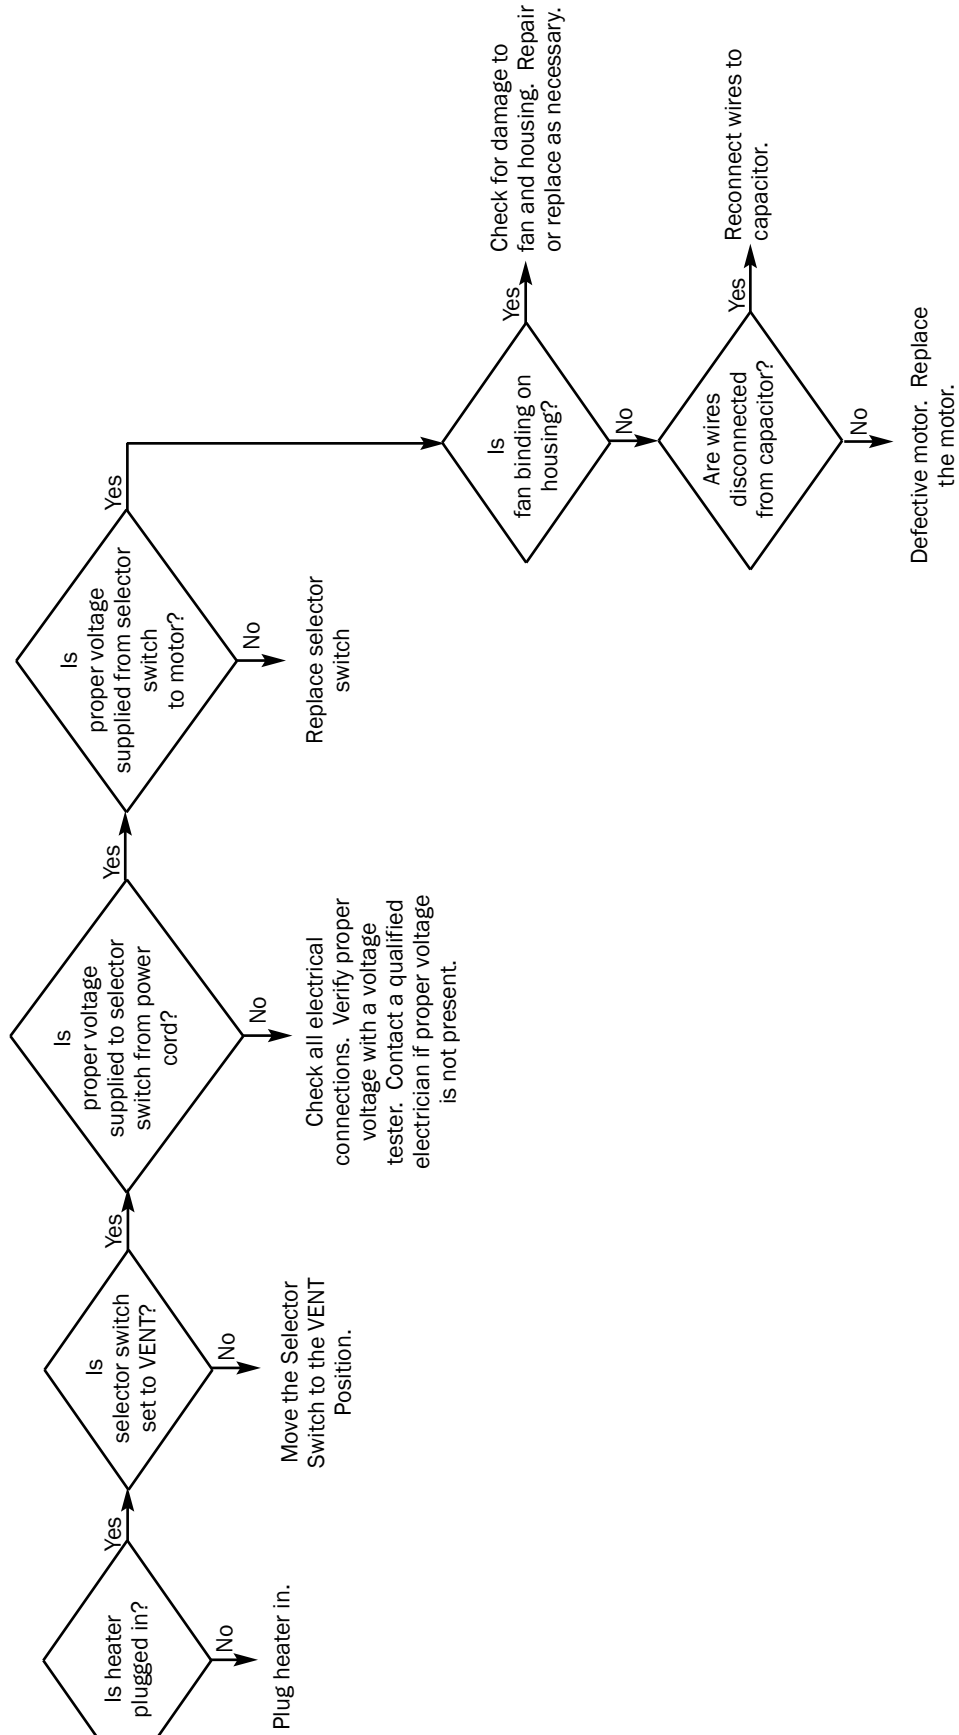 Is heater
plugged in?
Yes
No
Plug heater in.
Is
selector switch
set to VENT?
Yes
No
Move the Selector
Switch to the VENT
Position.
Is
proper voltage
supplied to selector
switch from power
cord?
Yes
No
Check all electrical
connections. Verify proper
voltage with a voltage
tester. Contact a qualified
electrician if proper voltage
is not present.
Is
proper voltage
supplied from selector
switch
to motor?
Yes
No
Replace selector
switch
Is
fan binding on
housing?
Yes
Check for damage to
fan and housing. Repair
or replace as necessary.
No
Are wires
disconnected
from capacitor?
Yes
Reconnect wires to
capacitor.
No
Defective motor. Replace
the motor.